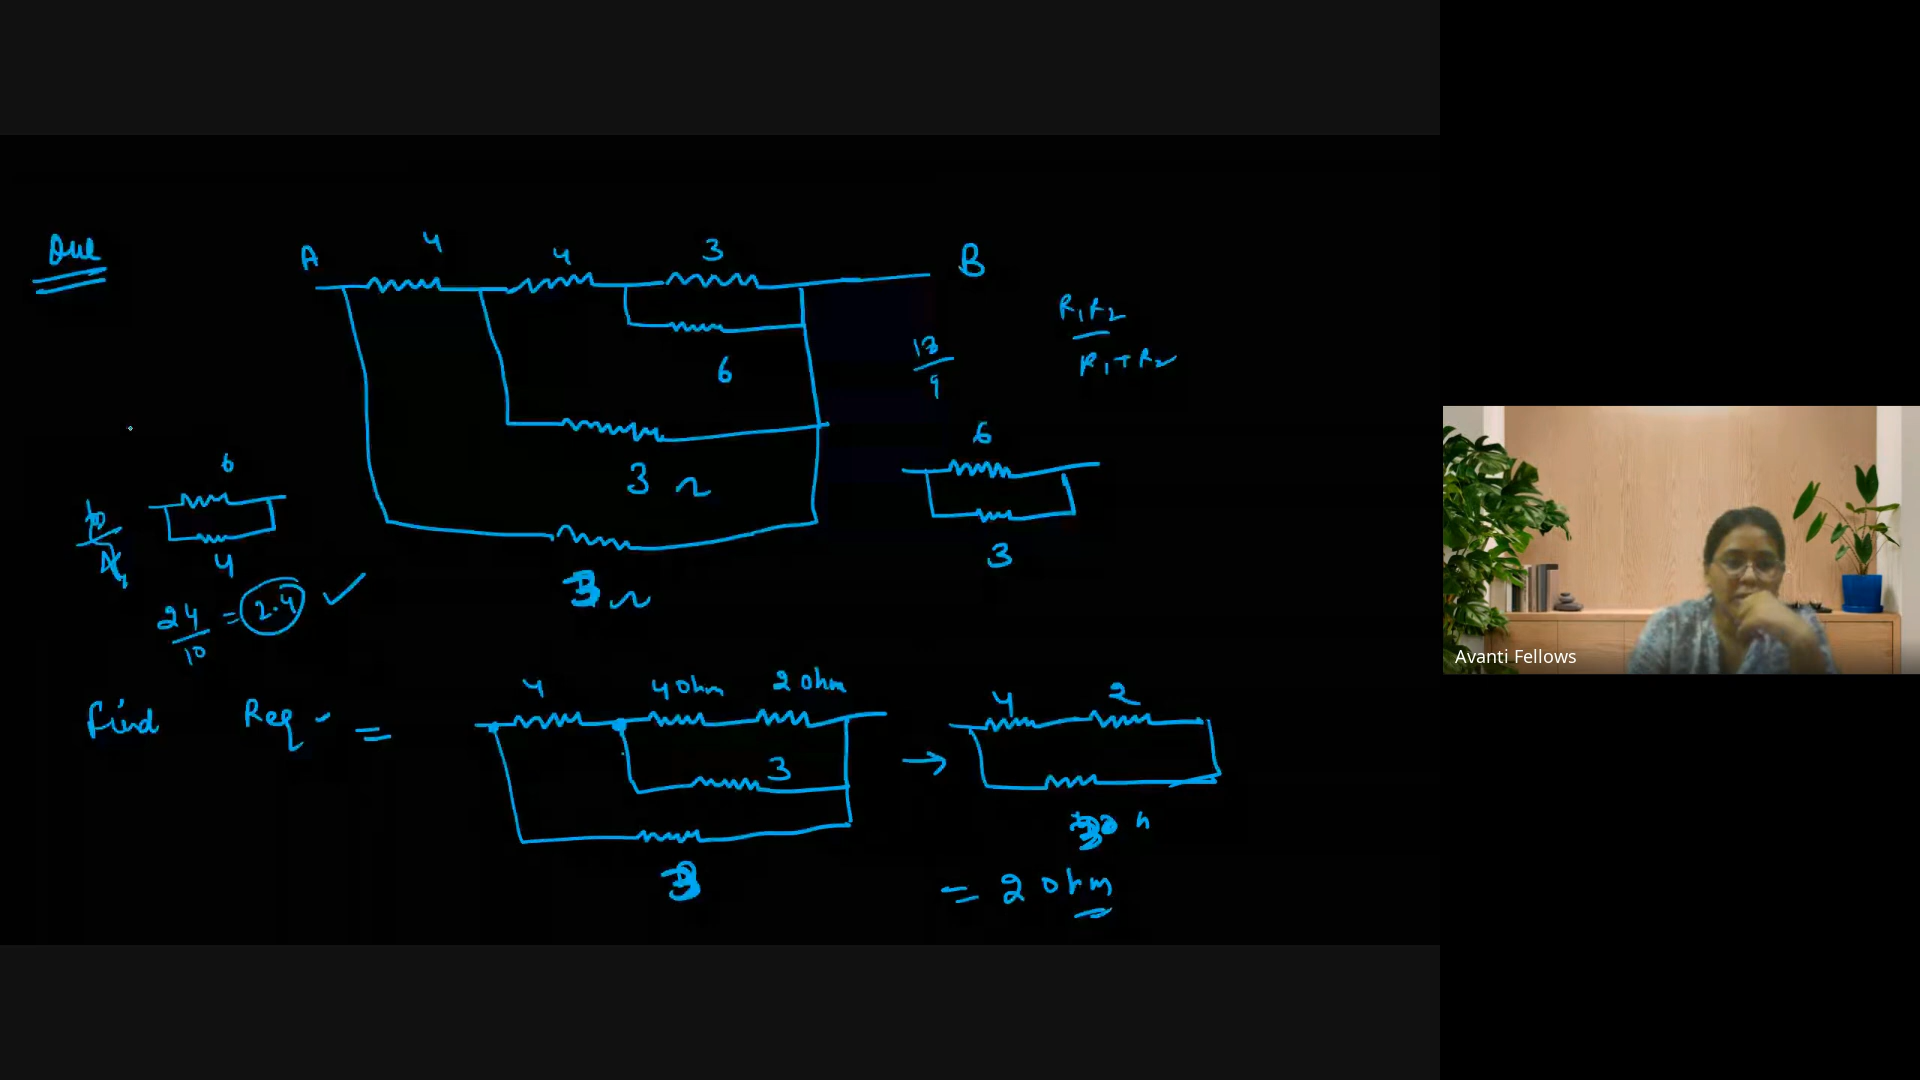 Que
A 4 4 3 B
6
R₁R₂
R₁+R₂
18
9
3 Ω
6
3
6
4
24
10
= 2.4 ✓
3 Ω
Find Req =
4 4 ohm 2 ohm
3
3
→
4 2
= 2 ohm
Avanti Fellows